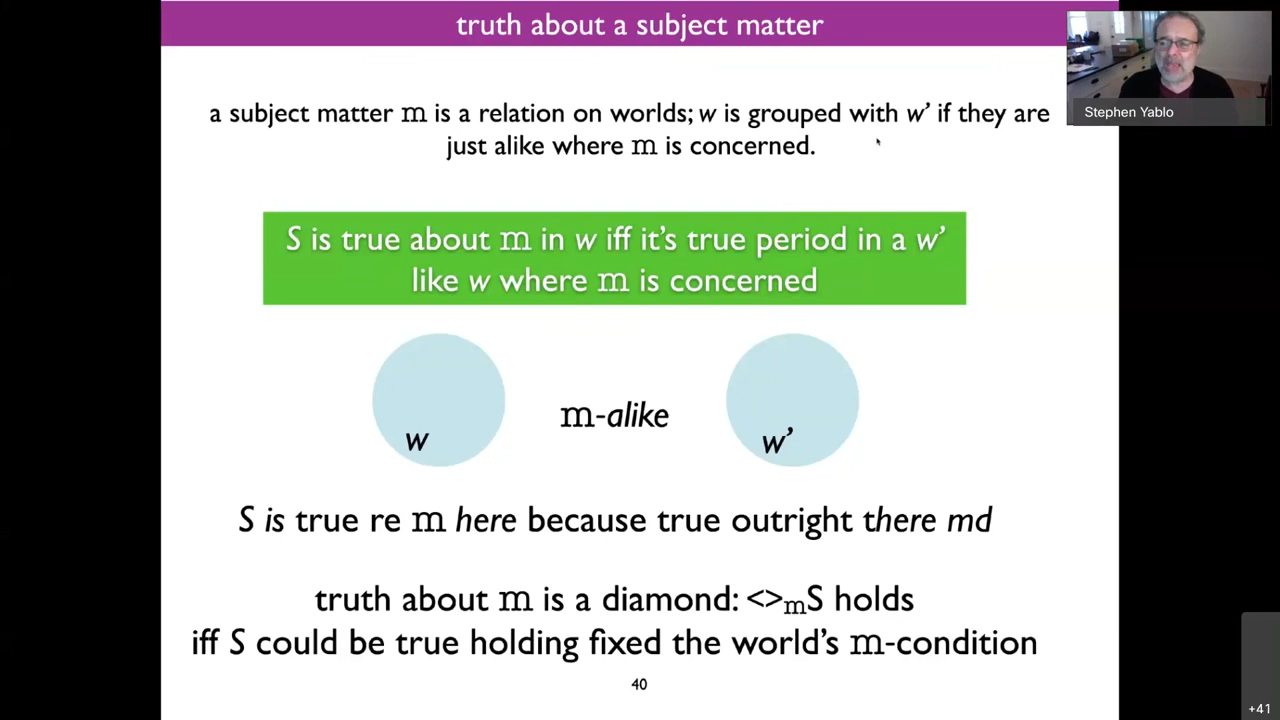 truth about a subject matter
Stephen Yablo
a subject matter m is a relation on worlds; w is grouped with w’ if they are
just alike where m is concerned.
S is true about m in w iff it’s true period in a w’
like w where m is concerned
w
m-alike
w’
S is true re m here because true outright there md
truth about m is a diamond: <>mS holds
iff S could be true holding fixed the world’s m-condition
40
+41